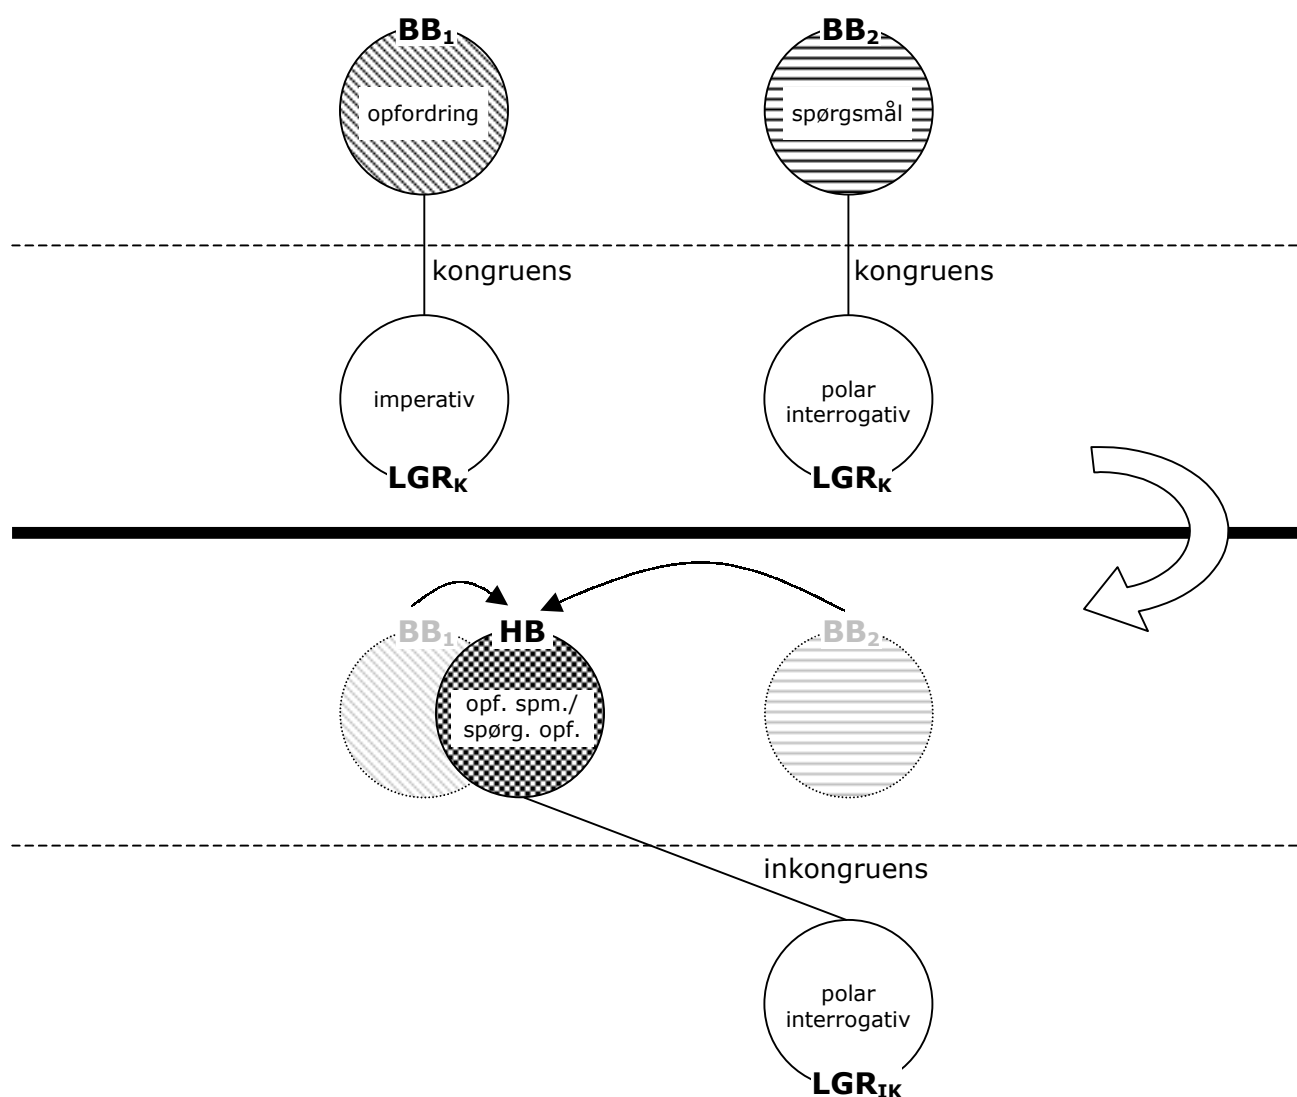 BB₁
BB₂
opfordring
spørgsmål
kongruens
kongruens
imperativ
polar
interrogativ
LGR_K
LGR_K
BB₁
HB
BB₂
opf. spm./
spørg. opf.
inkongruens
polar
interrogativ
LGR_IK